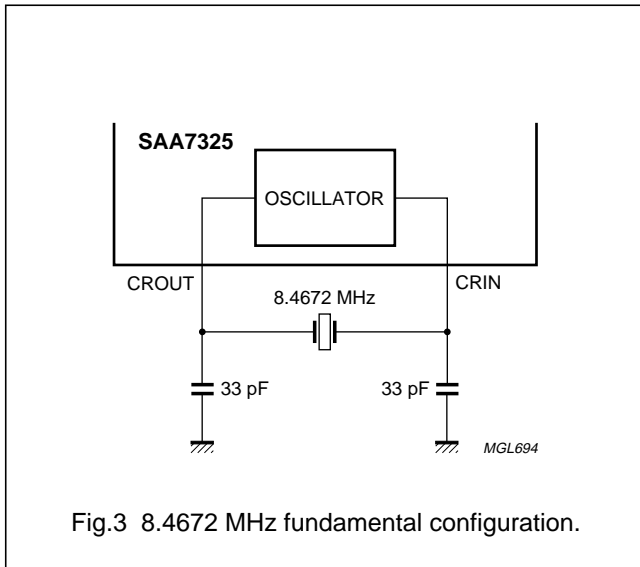 SAA7325
OSCILLATOR
CROUT
CRIN
8.4672 MHz
33 pF
33 pF
MGL694
Fig.3 8.4672 MHz fundamental configuration.